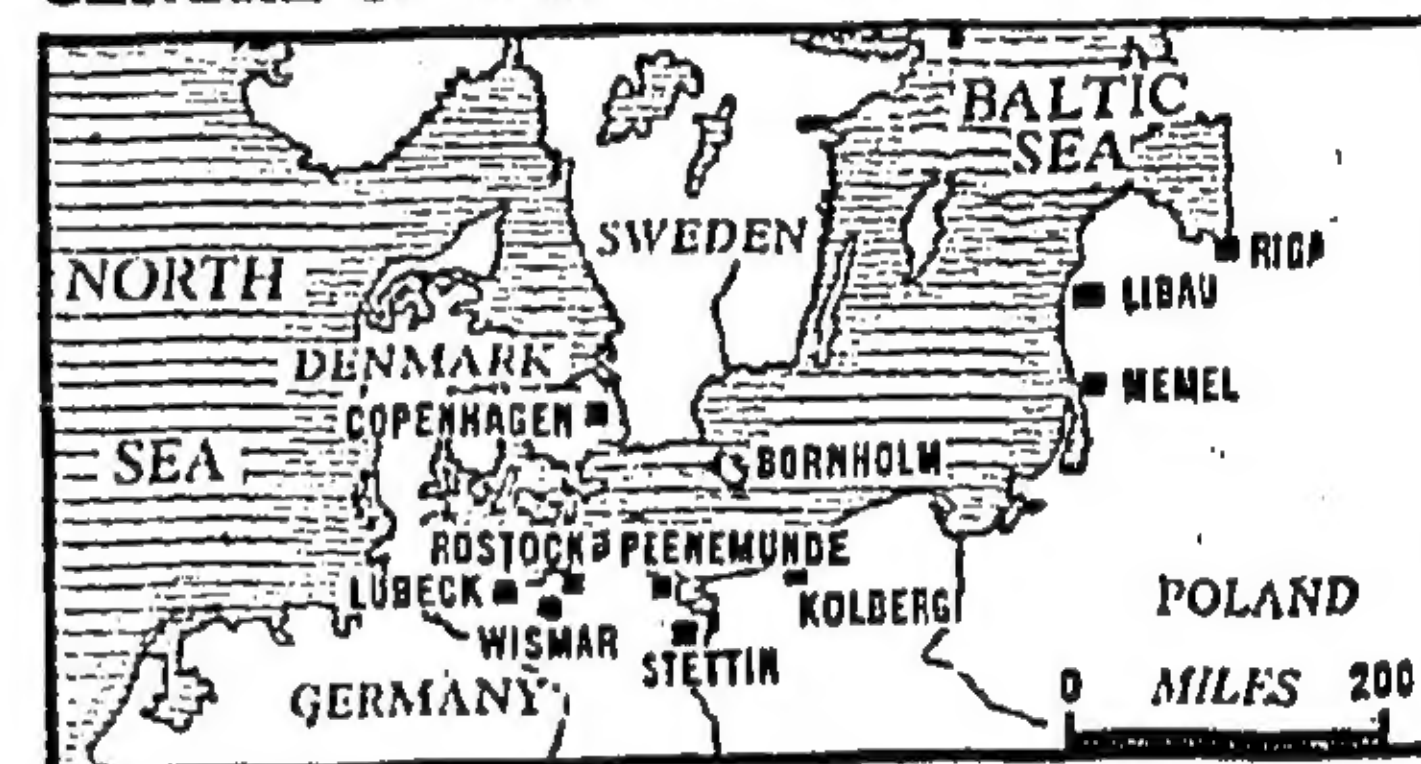 BALTIC
SEA
SWEDEN
NORTH
SEA
RIGA
LIBAU
DENMARK
MEMEL
COPENHAGEN
BORNHOLM
ROSTOCK
PEENEMUNDE
LUBECK
KOLBERG
POLAND
WISMAR
STETTIN
GERMANY
0 MILES 200